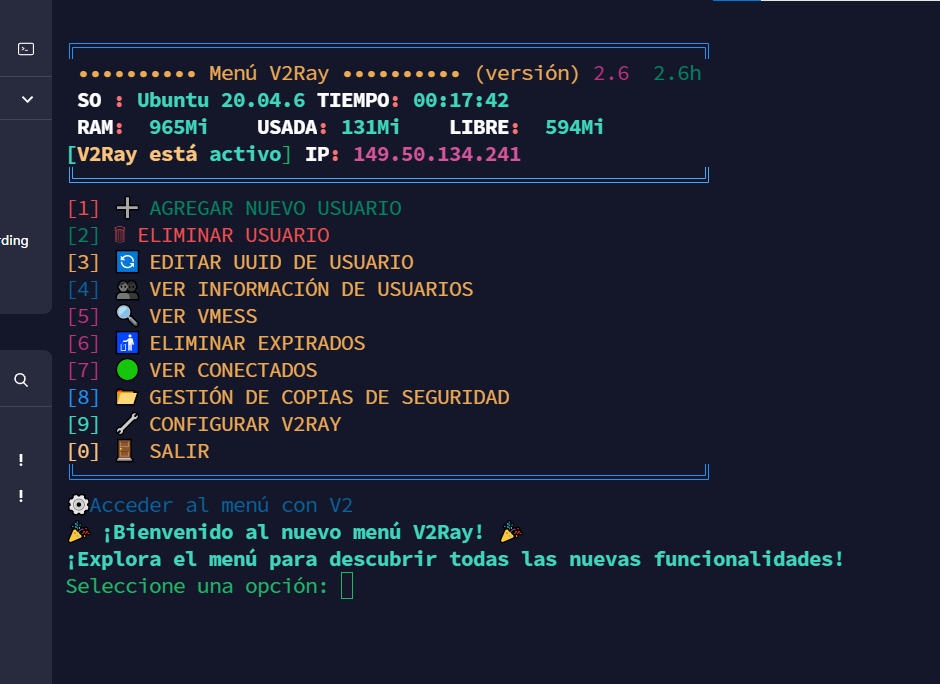 •••••••••• Menú V2Ray •••••••••• (versión) 2.6 2.6h
SO : Ubuntu 20.04.6 TIEMPO: 00:17:42
RAM: 965Mi USADA: 131Mi LIBRE: 594Mi
[V2Ray está activo] IP: 149.50.134.241
[1] ➕ AGREGAR NUEVO USUARIO
[2] 🗑 ELIMINAR USUARIO
[3] 🔄 EDITAR UUID DE USUARIO
[4] 👥 VER INFORMACIÓN DE USUARIOS
rding
[5] 🔍 VER VMESS
[6] 🚮 ELIMINAR EXPIRADOS
[7] 🟢 VER CONECTADOS
[8] 📂 GESTIÓN DE COPIAS DE SEGURIDAD
[9] 🔧 CONFIGURAR V2RAY
[0] 🚪 SALIR
⚙️Acceder al menú con V2
🎉 ¡Bienvenido al nuevo menú V2Ray! 🎉
¡Explora el menú para descubrir todas las nuevas funcionalidades!
Seleccione una opción: